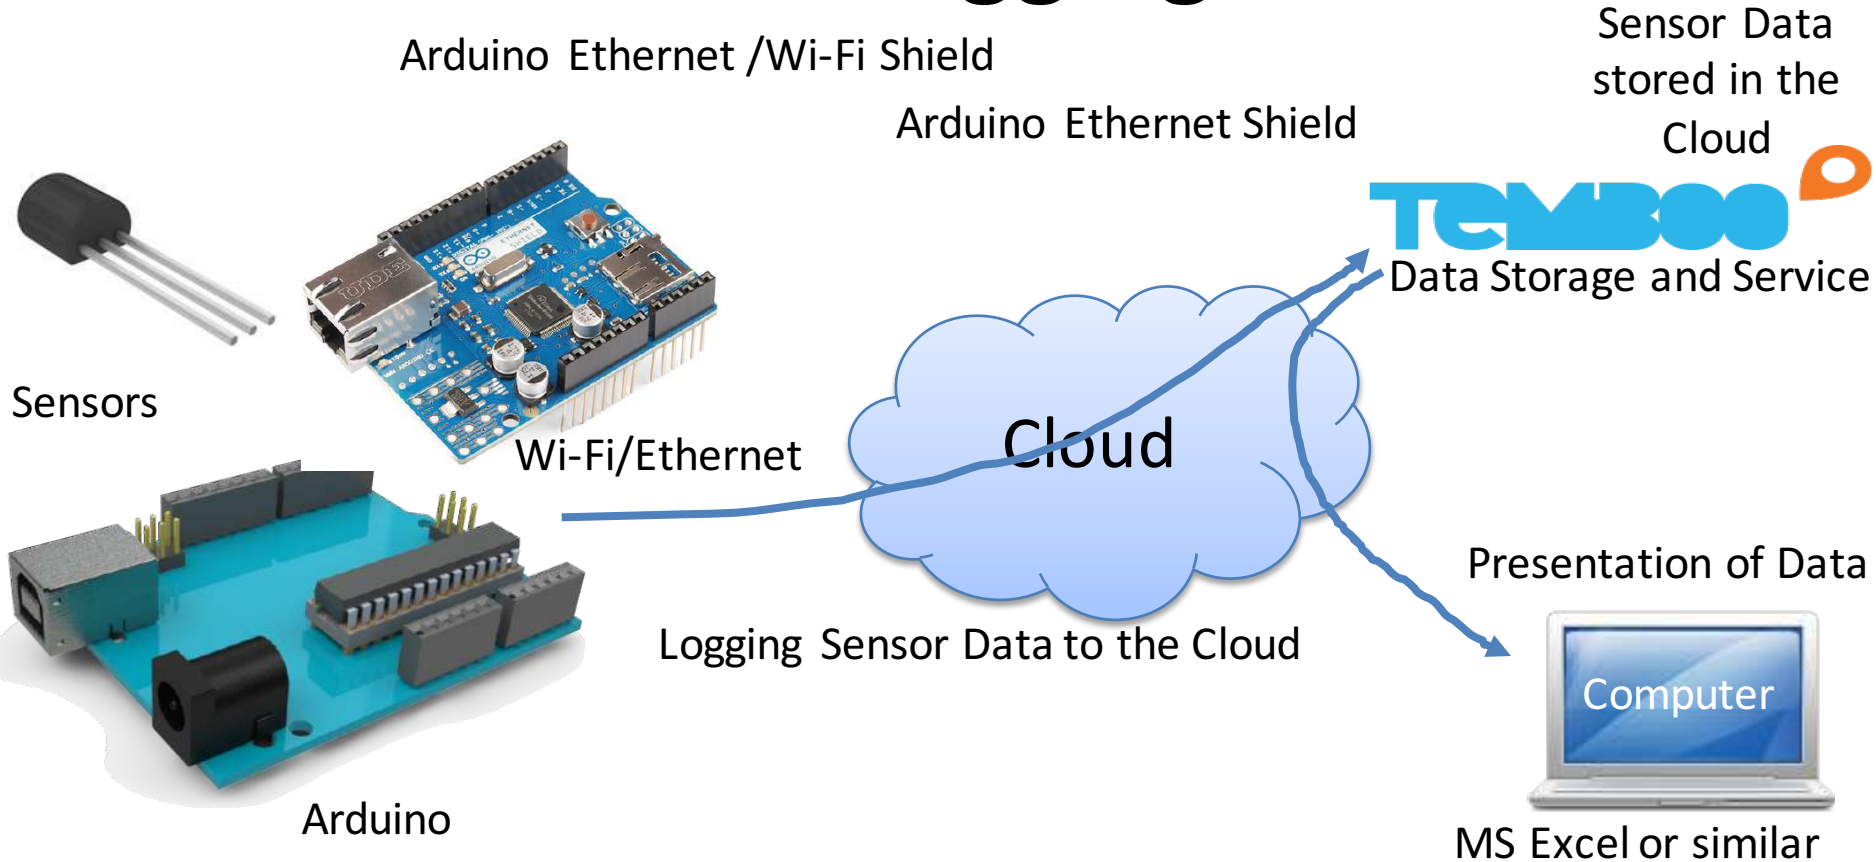 Arduino Ethernet /Wi-Fi Shield
Sensor Data
stored in the
Cloud
Arduino Ethernet Shield
TEMBOO
Data Storage and Service
ETHERNET
SHIELD
Sensors
Wi-Fi/Ethernet
Cloud
Presentation of Data
Logging Sensor Data to the Cloud
Computer
Arduino
MS Excel or similar